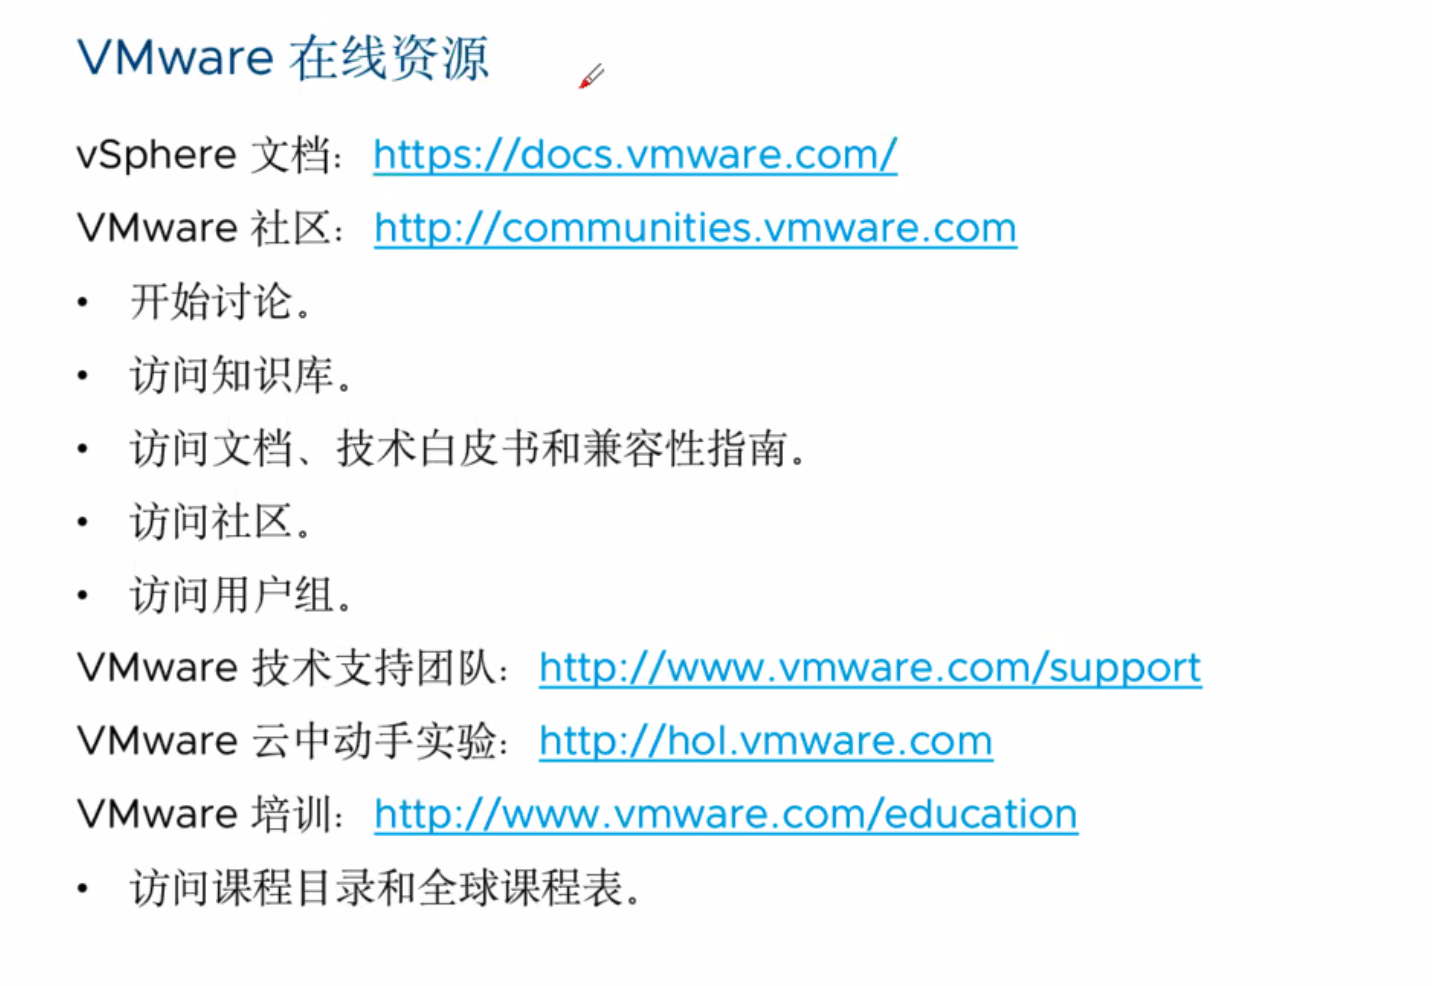 VMware 在线资源
vSphere 文档： https://docs.vmware.com/
VMware 社区： http://communities.vmware.com
• 开始讨论。
• 访问知识库。
• 访问文档、技术白皮书和兼容性指南。
• 访问社区。
• 访问用户组。
VMware 技术支持团队： http://www.vmware.com/support
VMware 云中动手实验： http://hol.vmware.com
VMware 培训： http://www.vmware.com/education
• 访问课程目录和全球课程表。